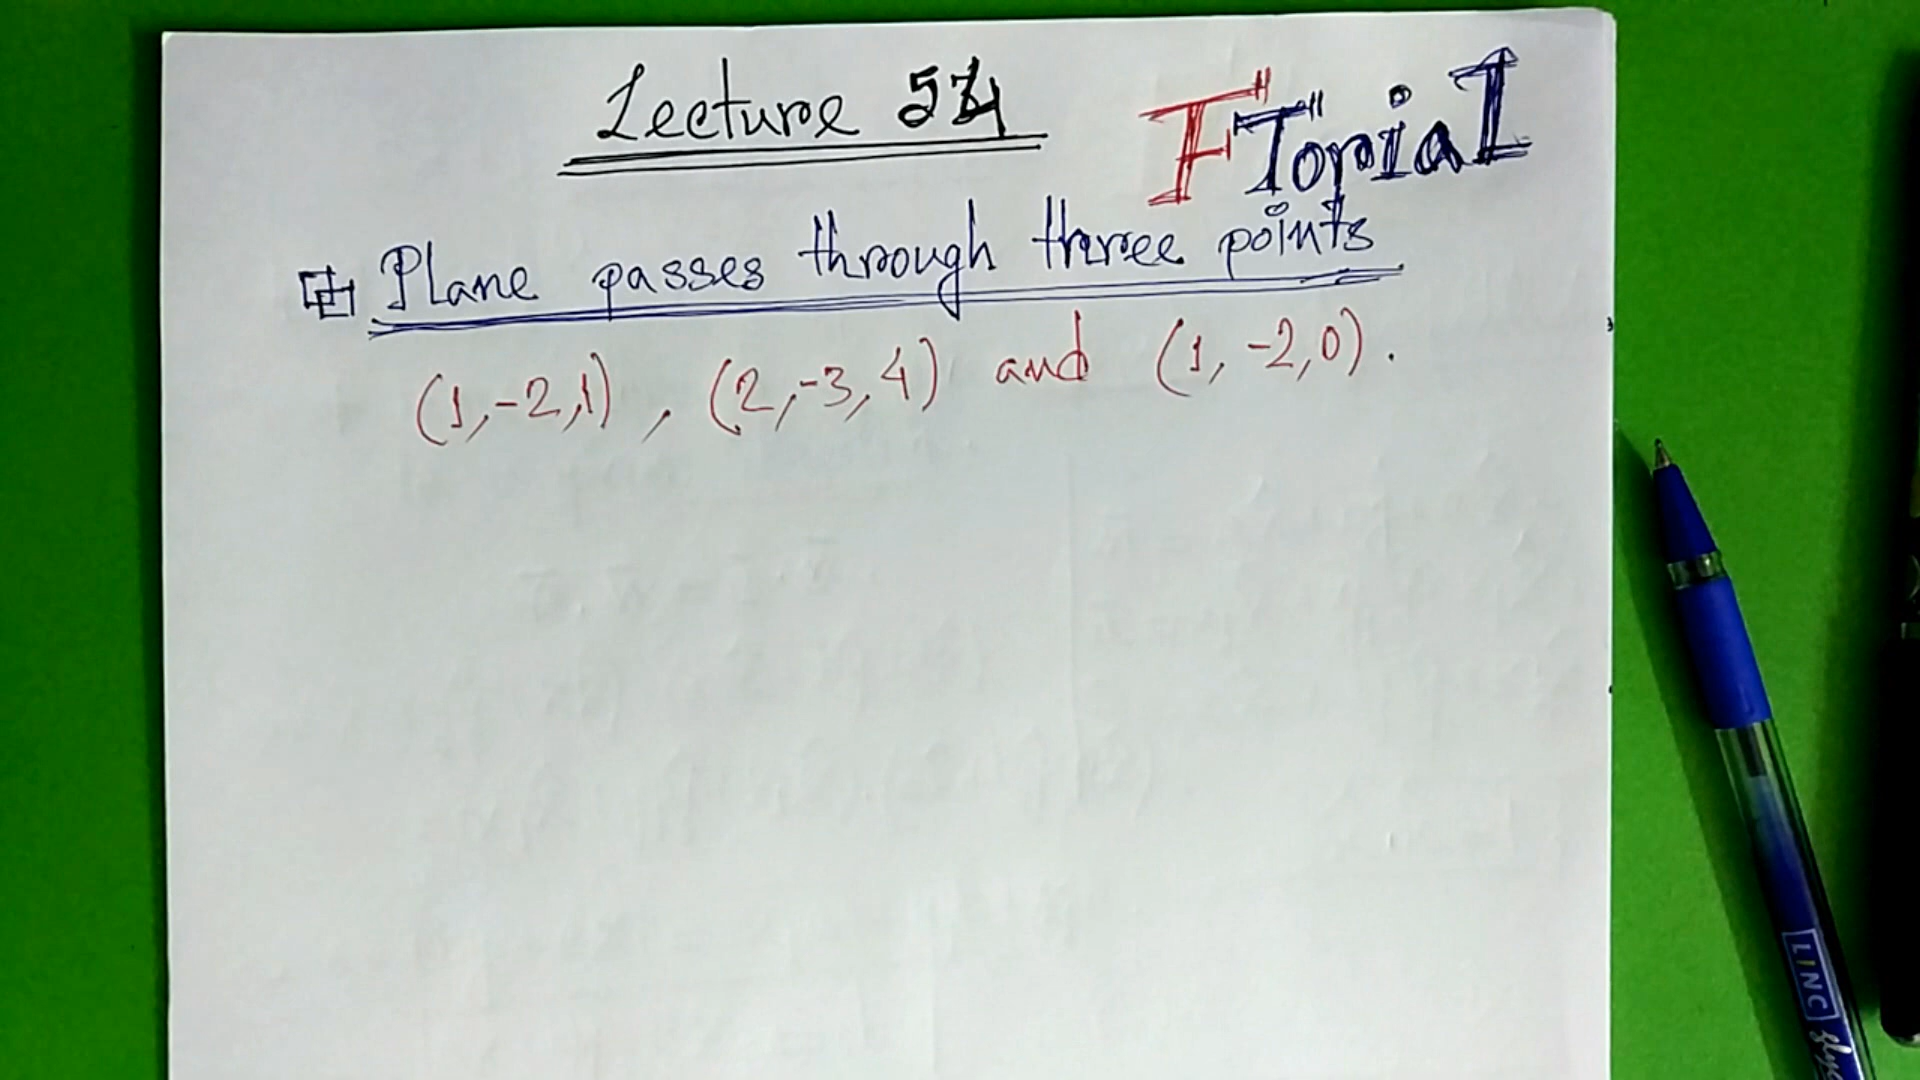 Lecture 54
FTorial
Plane passes through three points
(1,-2,1), (2,-3,4) and (1,-2,0).
LINC